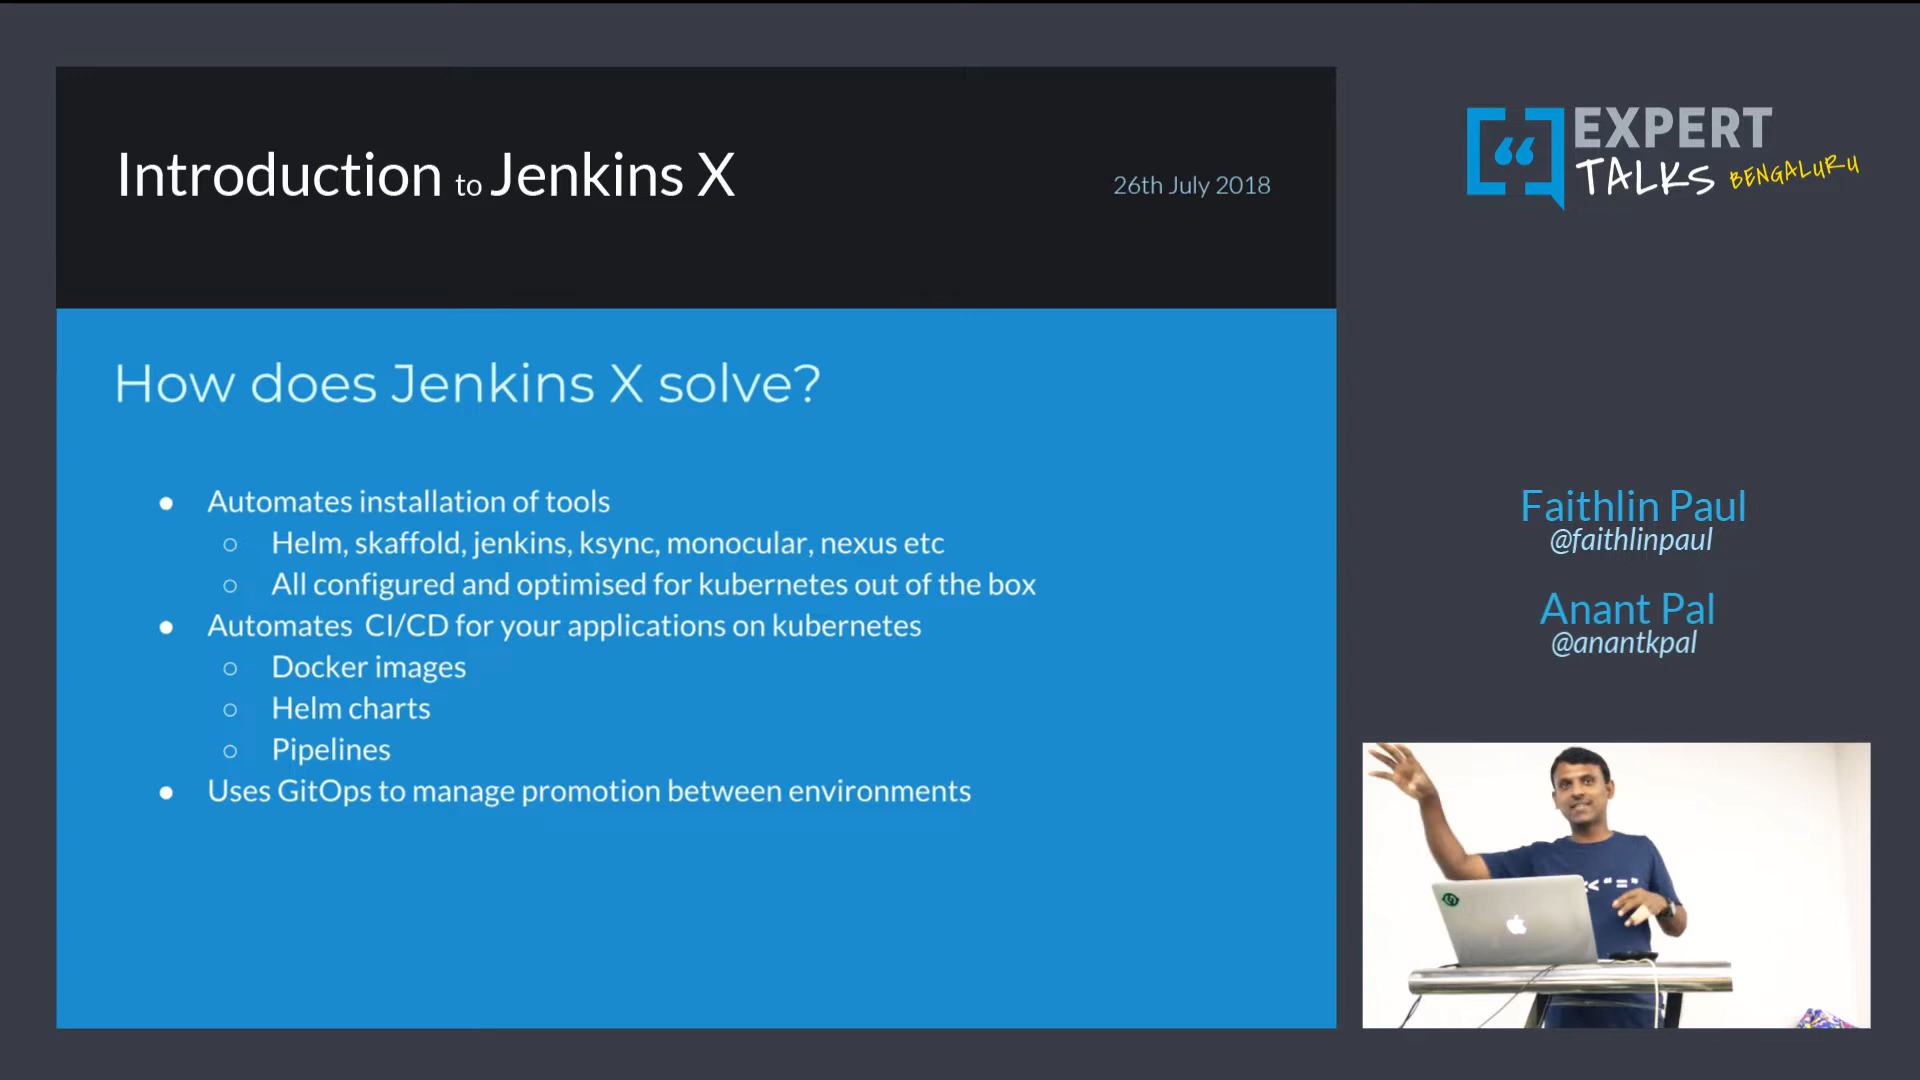 Introduction to Jenkins X
26th July 2018
EXPERT
TALKS BENGALURU
How does Jenkins X solve?
Automates installation of tools
Helm, skaffold, jenkins, ksync, monocular, nexus etc
All configured and optimised for kubernetes out of the box
Automates CI/CD for your applications on kubernetes
Docker images
Helm charts
Pipelines
Uses GitOps to manage promotion between environments
Faithlin Paul
@faithlinpaul
Anant Pal
@anantkpal